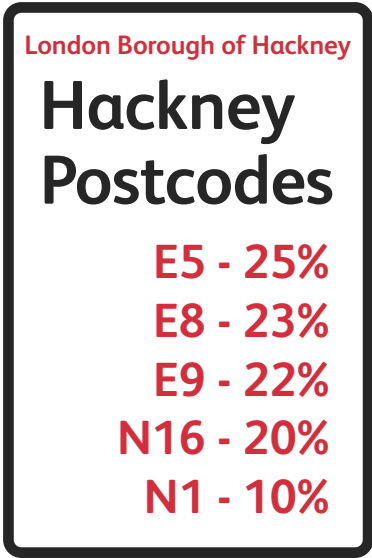 London Borough of Hackney
Hackney
Postcodes
E5 - 25%
E8 - 23%
E9 - 22%
N16 - 20%
N1 - 10%